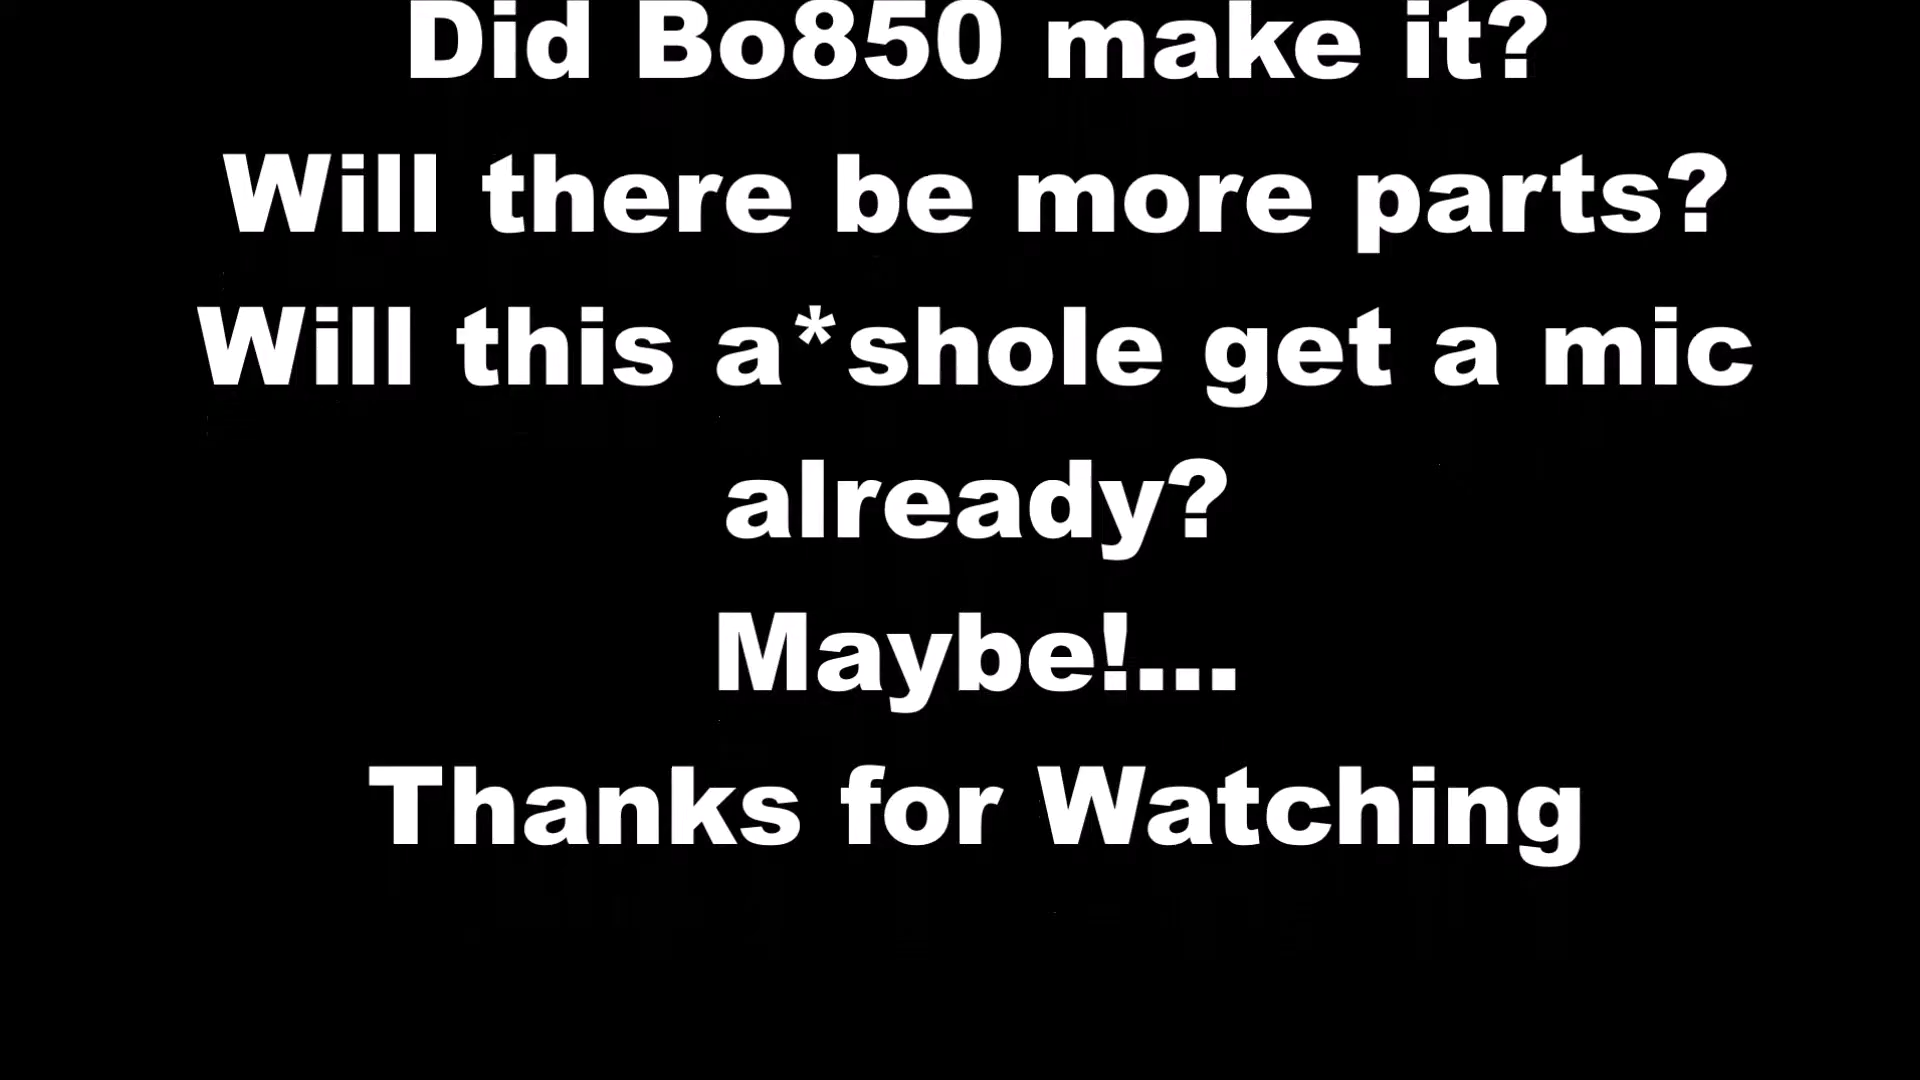 Did Bo850 make it?
Will there be more parts?
Will this a*shole get a mic
already?
Maybe!...
Thanks for Watching